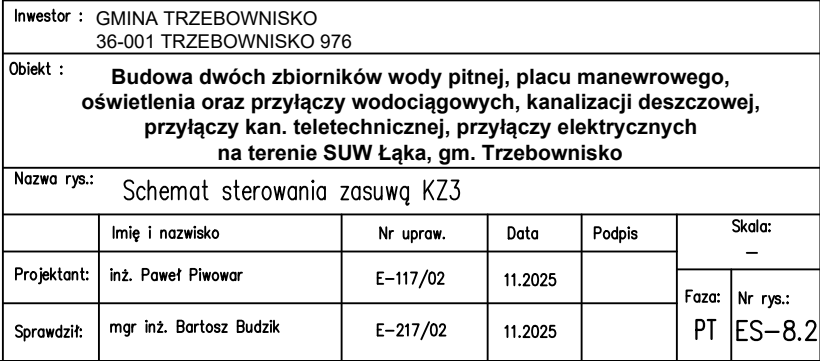 Inwestor : GMINA TRZEBOWNISKO
36-001 TRZEBOWNISKO 976
Obiekt :
Budowa dwóch zbiorników wody pitnej, placu manewrowego,
oświetlenia oraz przyłączy wodociągowych, kanalizacji deszczowej,
przyłączy kan. teletechnicznej, przyłączy elektrycznych
na terenie SUW Łąka, gm. Trzebownisko
Nazwa rys.: Schemat sterowania zasuwą KZ3
Imię i nazwisko Nr upraw. Data Podpis Skala:
–
Projektant: inż. Paweł Piwowar E–117/02 11.2025
Faza: Nr rys.:
Sprawdził: mgr inż. Bartosz Budzik E–217/02 11.2025 PT ES–8.2